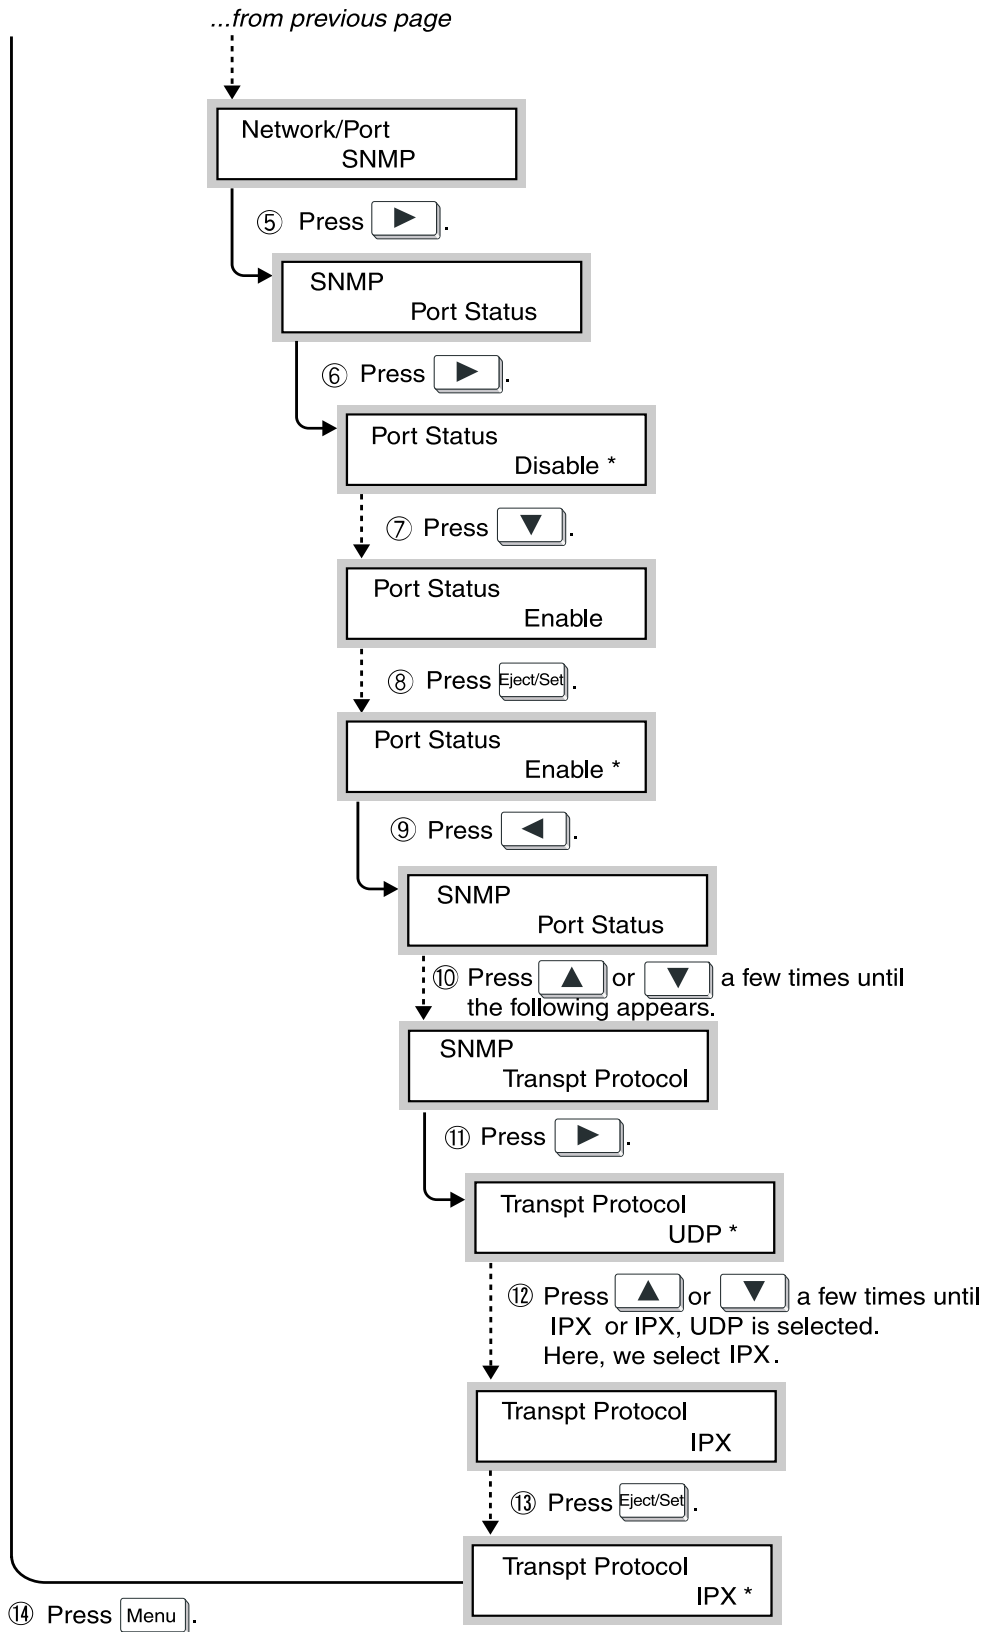 ...from previous page
Network/Port
SNMP
⑤ Press ▶.
SNMP
Port Status
⑥ Press ▶.
Port Status
Disable *
⑦ Press ▼.
Port Status
Enable
⑧ Press Eject/Set.
Port Status
Enable *
⑨ Press ◀.
SNMP
Port Status
⑩ Press ▲ or ▼ a few times until
the following appears.
SNMP
Transpt Protocol
⑪ Press ▶.
Transpt Protocol
UDP *
⑫ Press ▲ or ▼ a few times until
IPX or IPX, UDP is selected.
Here, we select IPX.
Transpt Protocol
IPX
⑬ Press Eject/Set.
Transpt Protocol
IPX *
⑭ Press Menu.